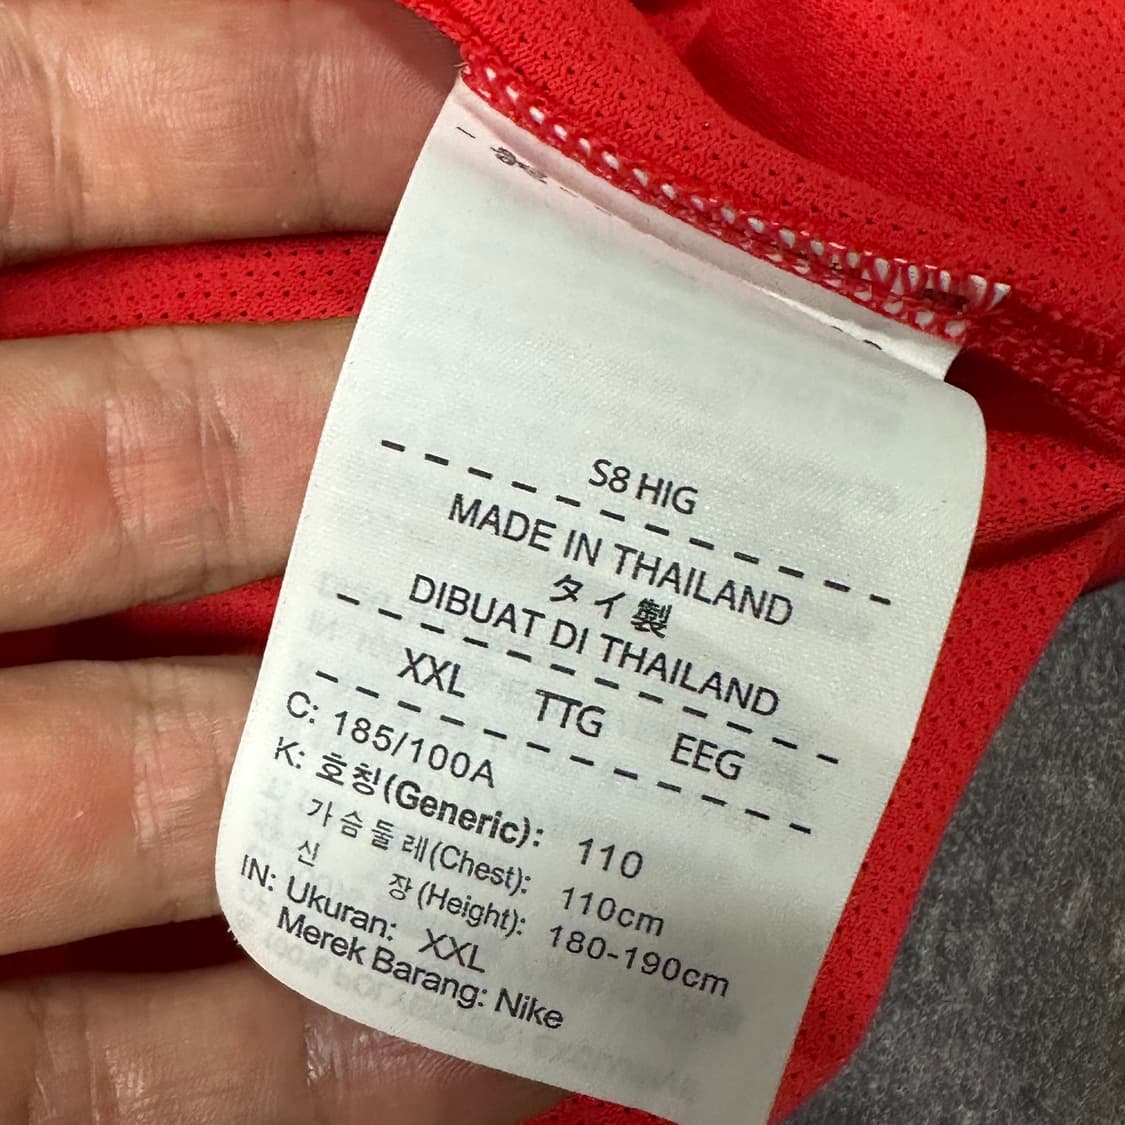 S8 HIG
MADE IN THAILAND
タイ製
DIBUAT DI THAILAND
XXL TTG EEG
C: 185/100A
K: 호칭(Generic): 110
가슴둘레(Chest): 110cm
신 장(Height): 180-190cm
IN: Ukuran: XXL
Merek Barang: Nike